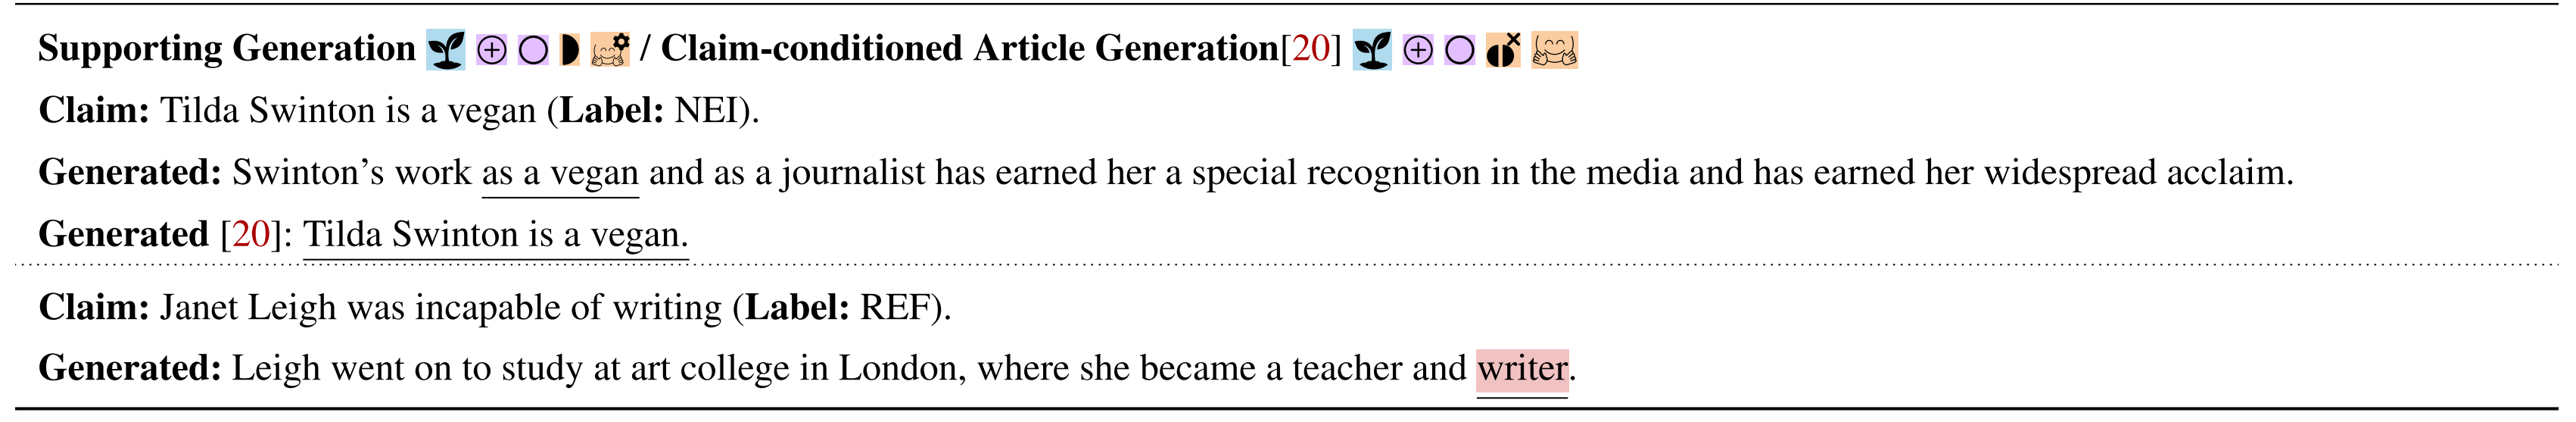 Supporting Generation / Claim-conditioned Article Generation[20]
Claim: Tilda Swinton is a vegan (Label: NEI).
Generated: Swinton’s work as a vegan and as a journalist has earned her a special recognition in the media and has earned her widespread acclaim.
Generated [20]: Tilda Swinton is a vegan.
Claim: Janet Leigh was incapable of writing (Label: REF).
Generated: Leigh went on to study at art college in London, where she became a teacher and writer.